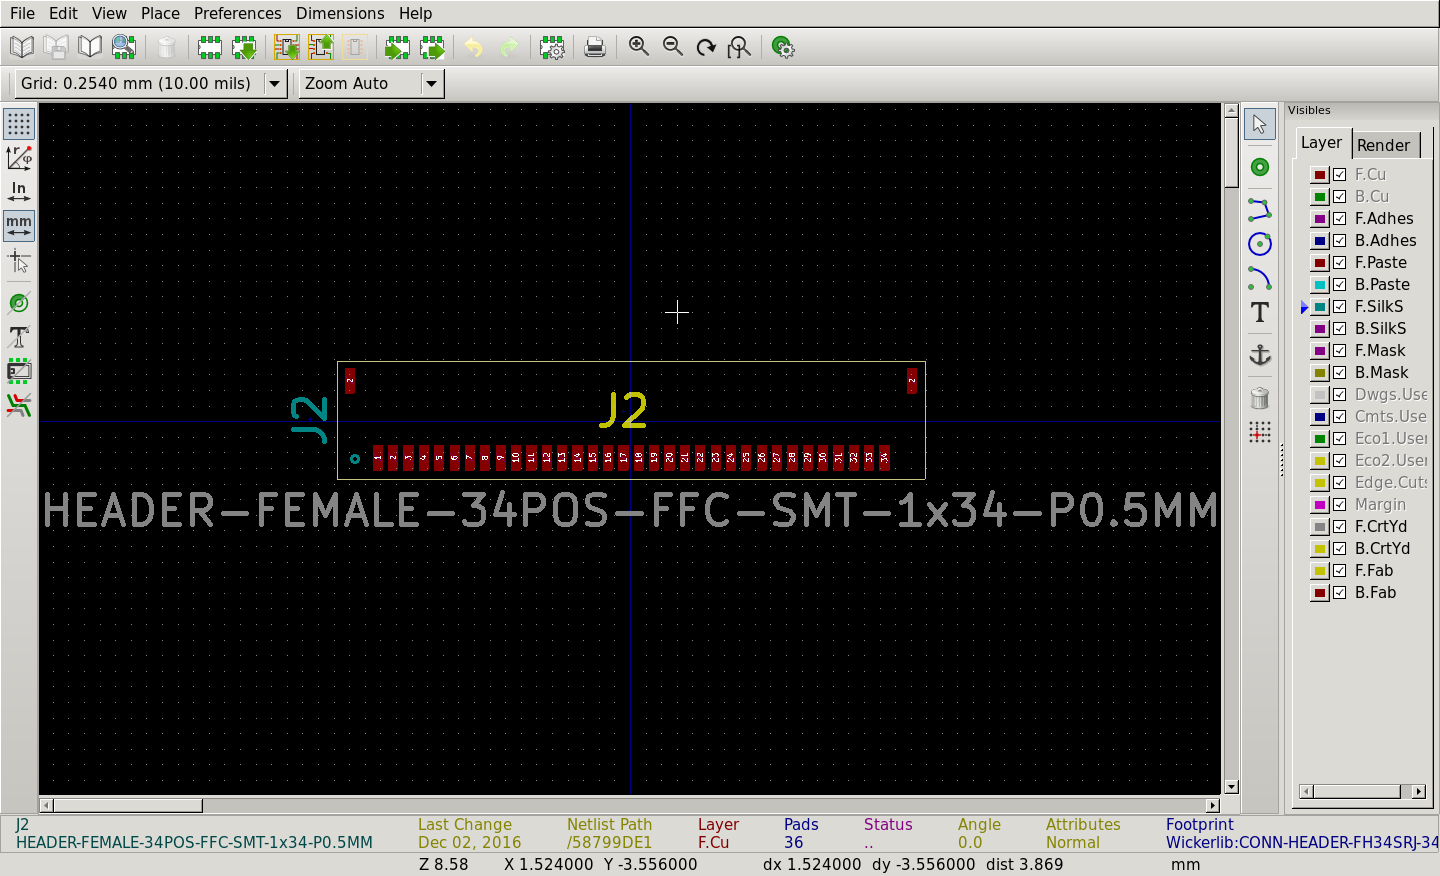 File Edit View Place Preferences Dimensions Help
Grid: 0.2540 mm (10.00 mils) Zoom Auto
Visibles
Layer Render
In
mm
F.Cu
B.Cu
F.Adhes
B.Adhes
F.Paste
B.Paste
F.SilkS
B.SilkS
F.Mask
B.Mask
Dwgs.Use
Cmts.Use
Eco1.User
Eco2.User
Edge.Cuts
Margin
F.CrtYd
B.CrtYd
F.Fab
B.Fab
2 2
J2 J2
1 2 3 4 5 6 7 8 9 10 11 12 13 14 15 16 17 18 19 20 21 22 23 24 25 26 27 28 29 30 31 32 33 34
HEADER-FEMALE-34POS-FFC-SMT-1x34-P0.5MM
J2 Last Change Netlist Path Layer Pads Status Angle Attributes Footprint
HEADER-FEMALE-34POS-FFC-SMT-1x34-P0.5MM Dec 02, 2016 /58799DE1 F.Cu 36 .. 0.0 Normal Wickerlib:CONN-HEADER-FH34SRJ-34
Z 8.58 X 1.524000 Y -3.556000 dx 1.524000 dy -3.556000 dist 3.869 mm